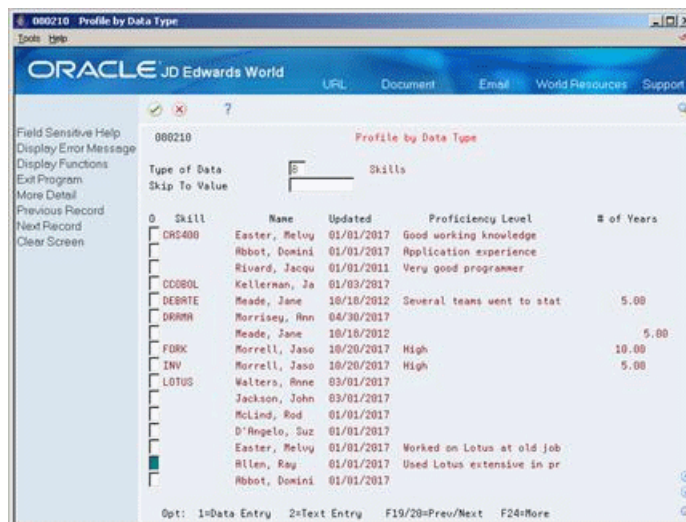 080210 Profile by Data Type
Tools Help
ORACLE JD Edwards World
URL Document Email World Resources Support
?
Field Sensitive Help
Display Error Message
Display Functions
Exit Program
More Detail
Previous Record
Next Record
Clear Screen
080210 Profile by Data Type
Type of Data B Skills
Skip To Value
O Skill Name Updated Proficiency Level # of Years
CAS400 Easter, Melvy 01/01/2017 Good working knowledge
Abbot, Domini 01/01/2017 Application experience
Rivard, Jacqu 01/01/2011 Very good programmer
CCOBOL Kellerman, Ja 01/03/2017
DEBATE Meade, Jane 10/18/2012 Several teams went to stat 5.00
DRAMA Morrisey, Ann 04/30/2017
Meade, Jane 10/18/2012 5.00
FORK Morrell, Jaso 10/20/2017 High 10.00
INV Morrell, Jaso 10/20/2017 High 5.00
LOTUS Walters, Anne 03/01/2017
Jackson, John 03/01/2017
McLind, Rod 01/01/2017
D'Angelo, Suz 01/01/2017
Easter, Melvy 01/01/2017 Worked on Lotus at old job
Allen, Ray 01/01/2017 Used Lotus extensive in pr
Abbot, Domini 01/01/2017
Opt: 1=Data Entry 2=Text Entry F19/20=Prev/Next F24=More